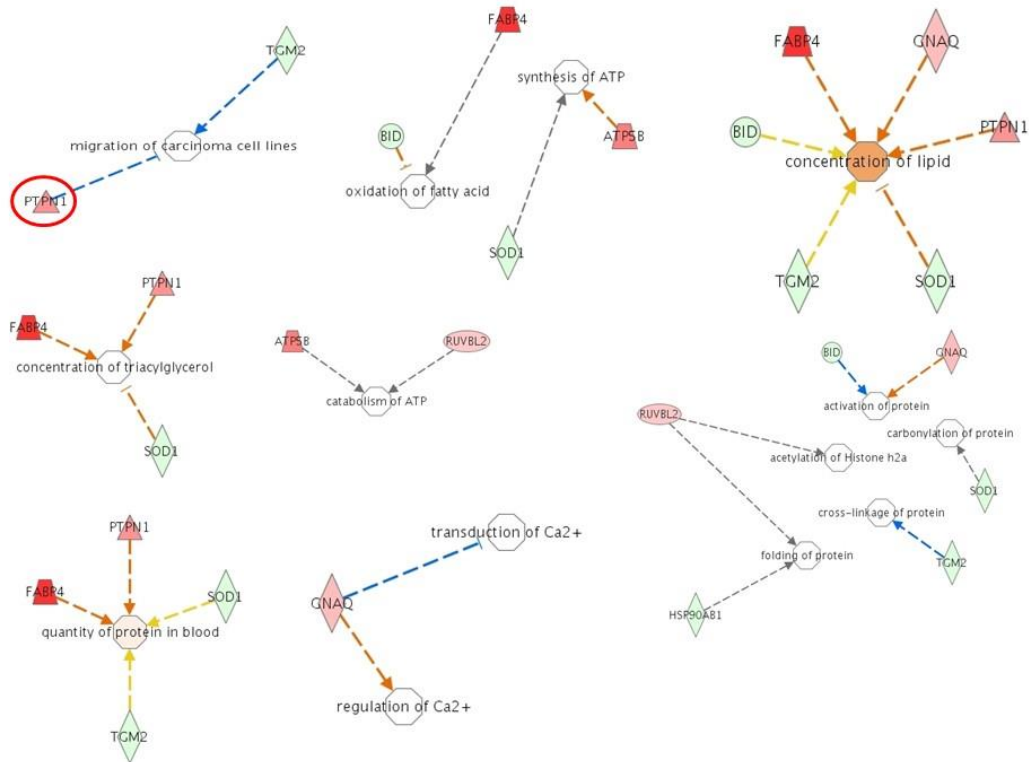 TGM2
migration of carcinoma cell lines
PTPN1
FABP4
synthesis of ATP
BID
ATP5B
oxidation of fatty acid
SOD1
FABP4
GNAQ
BID
PTPN1
concentration of lipid
TGM2
SOD1
PTPN1
FABP4
concentration of triacylglycerol
SOD1
ATP5B
RUVBL2
catabolism of ATP
BID
GNAQ
activation of protein
RUVBL2
carbonylation of protein
acetylation of Histone h2a
SOD1
cross-linkage of protein
folding of protein
TGM2
HSP90AB1
PTPN1
FABP4
SOD1
quantity of protein in blood
TGM2
transduction of Ca2+
GNAQ
regulation of Ca2+